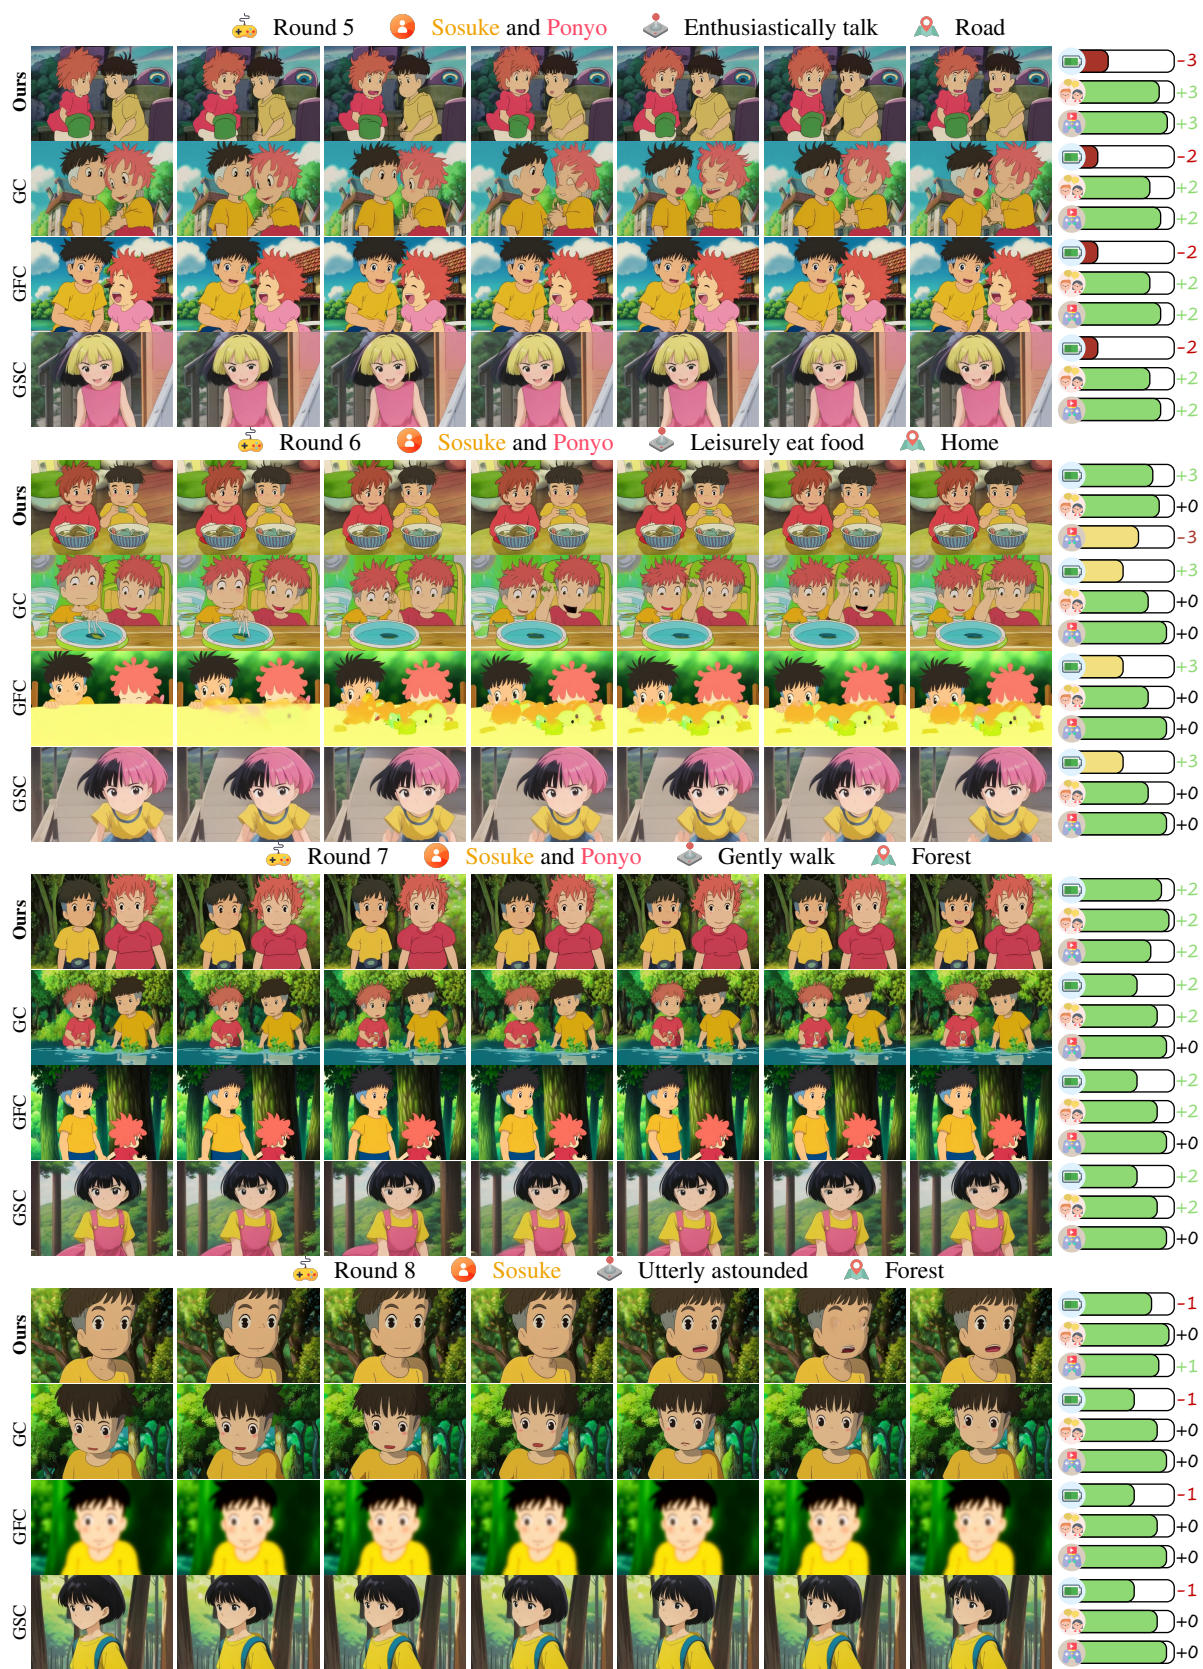 Round 5 Sosuke and Ponyo Enthusiastically talk Road
Ours
-3
+3
+3
GC
-2
+2
+2
GFC
-2
+2
+2
GSC
-2
+2
+2
Round 6 Sosuke and Ponyo Leisurely eat food Home
Ours
+3
+0
-3
GC
+3
+0
+0
GFC
+3
+0
+0
GSC
+3
+0
+0
Round 7 Sosuke and Ponyo Gently walk Forest
Ours
+2
+2
+2
GC
+2
+2
+0
GFC
+2
+2
+0
GSC
+2
+2
+0
Round 8 Sosuke Utterly astounded Forest
Ours
-1
+0
+1
GC
-1
+0
+0
GFC
-1
+0
+0
GSC
-1
+0
+0